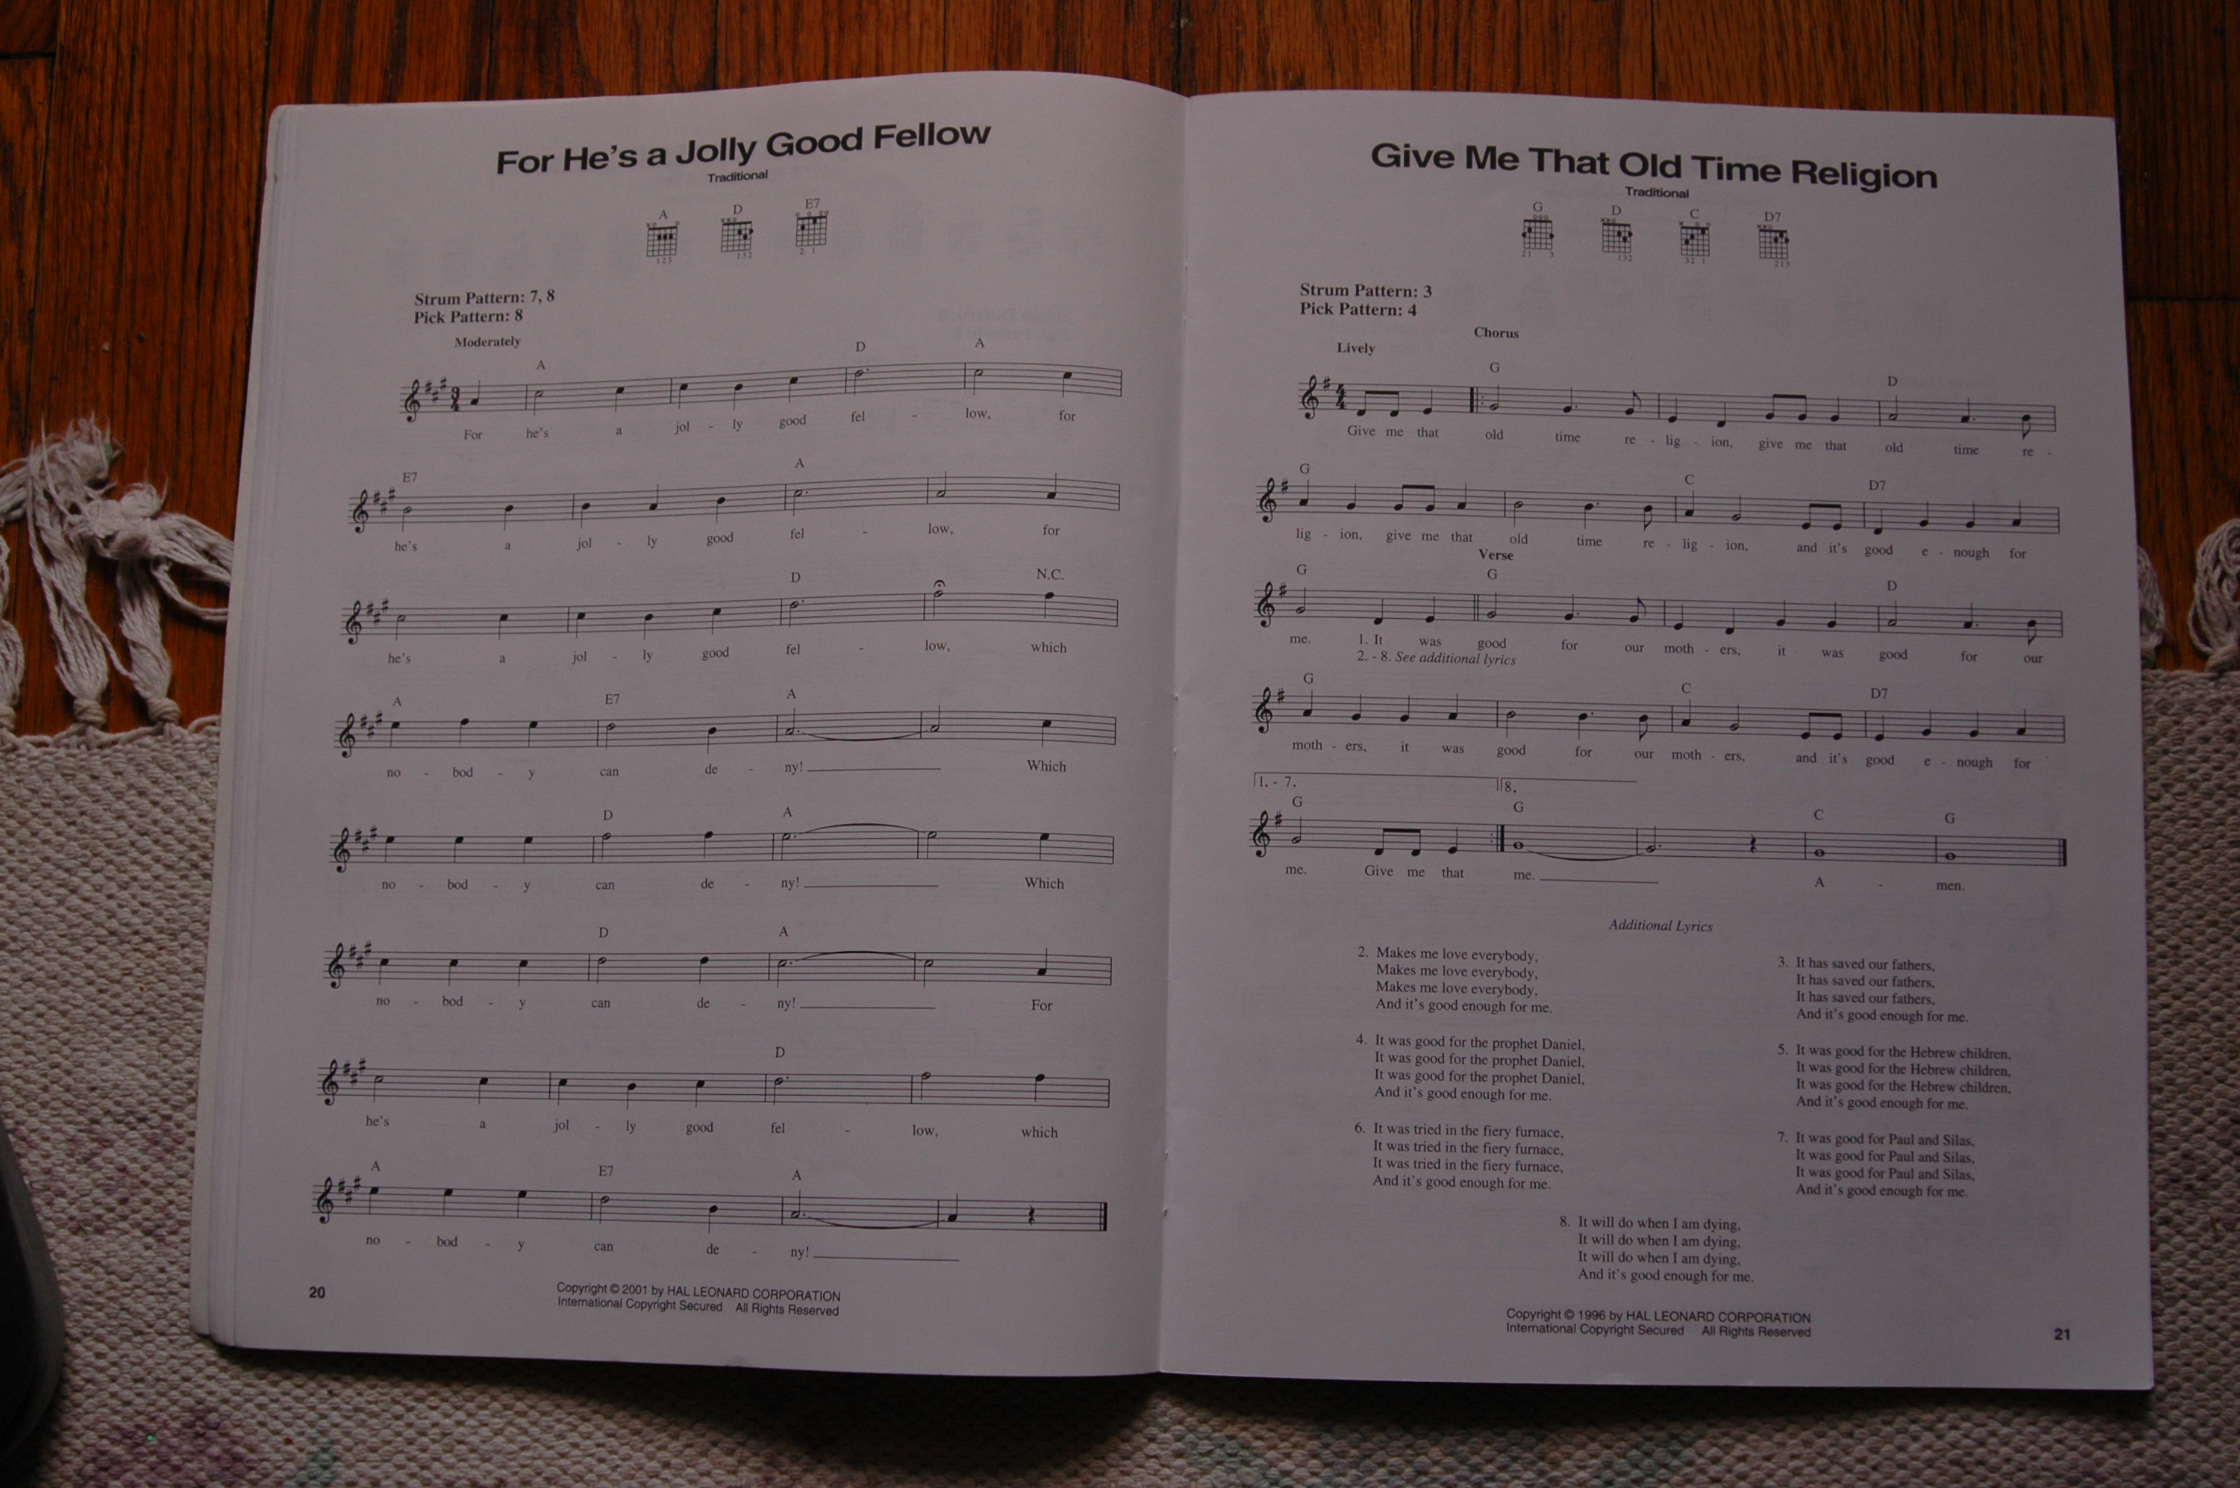 For He's a Jolly Good Fellow
Traditional
A D E7
123 132 2 1
Strum Pattern: 7, 8
Pick Pattern: 8
Moderately
A D A
For he's a jol - ly good fel - low, for
E7 A
he's a jol - ly good fel - low, for
D N.C.
he's a jol - ly good fel - low, which
A E7 A
no - bod - y can de - ny! Which
D A
no - bod - y can de - ny! Which
D A
no - bod - y can de - ny! For
D
he's a jol - ly good fel - low, which
A E7 A
no - bod - y can de - ny!
20
Copyright © 2001 by HAL LEONARD CORPORATION
International Copyright Secured All Rights Reserved
Give Me That Old Time Religion
Traditional
G D C D7
21 3 132 32 1 213
Strum Pattern: 3
Pick Pattern: 4
Chorus
Lively
G D
Give me that old time re - lig - ion, give me that old time re -
G C D7
lig - ion, give me that old time re - lig - ion, and it's good e - nough for
Verse
G G D
me. 1. It was good for our moth - ers, it was good for our
2. - 8. See additional lyrics
G C D7
moth - ers, it was good for our moth - ers, and it's good e - nough for
1. - 7. 8.
G G C G
me. Give me that me. A - men.
Additional Lyrics
2. Makes me love everybody,
Makes me love everybody,
Makes me love everybody,
And it's good enough for me.
3. It has saved our fathers,
It has saved our fathers,
It has saved our fathers,
And it's good enough for me.
4. It was good for the prophet Daniel,
It was good for the prophet Daniel,
It was good for the prophet Daniel,
And it's good enough for me.
5. It was good for the Hebrew children,
It was good for the Hebrew children,
It was good for the Hebrew children,
And it's good enough for me.
6. It was tried in the fiery furnace,
It was tried in the fiery furnace,
It was tried in the fiery furnace,
And it's good enough for me.
7. It was good for Paul and Silas,
It was good for Paul and Silas,
It was good for Paul and Silas,
And it's good enough for me.
8. It will do when I am dying,
It will do when I am dying,
It will do when I am dying,
And it's good enough for me.
Copyright © 1996 by HAL LEONARD CORPORATION
International Copyright Secured All Rights Reserved
21